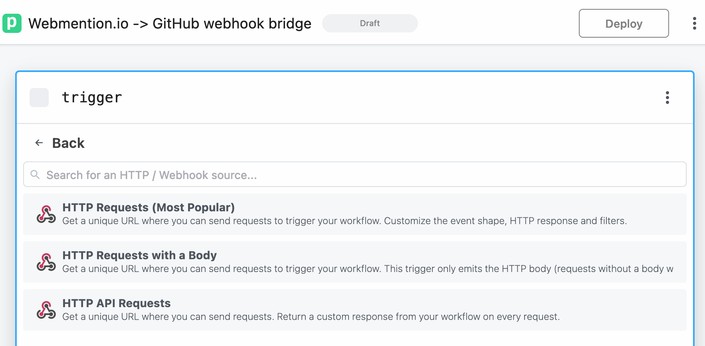 Webmention.io -> GitHub webhook bridge
Draft
Deploy
trigger
← Back
Search for an HTTP / Webhook source...
HTTP Requests (Most Popular)
Get a unique URL where you can send requests to trigger your workflow. Customize the event shape, HTTP response and filters.
HTTP Requests with a Body
Get a unique URL where you can send requests to trigger your workflow. This trigger only emits the HTTP body (requests without a body w
HTTP API Requests
Get a unique URL where you can send requests. Return a custom response from your workflow on every request.